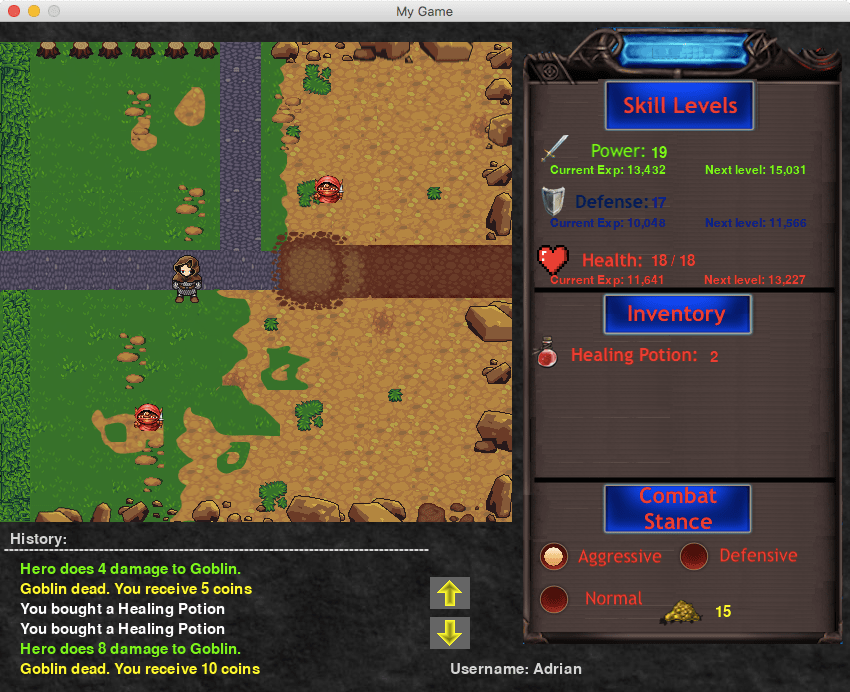 My Game
Skill Levels
Power: 19
Current Exp: 13,432 Next level: 15,031
Defense: 17
Current Exp: 10,048 Next level: 11,566
Health: 18 / 18
Current Exp: 11,641 Next level: 13,227
Inventory
Healing Potion: 2
Combat
Stance
Aggressive Defensive
Normal
15
History:
Hero does 4 damage to Goblin.
Goblin dead. You receive 5 coins
You bought a Healing Potion
You bought a Healing Potion
Hero does 8 damage to Goblin.
Goblin dead. You receive 10 coins
Username: Adrian